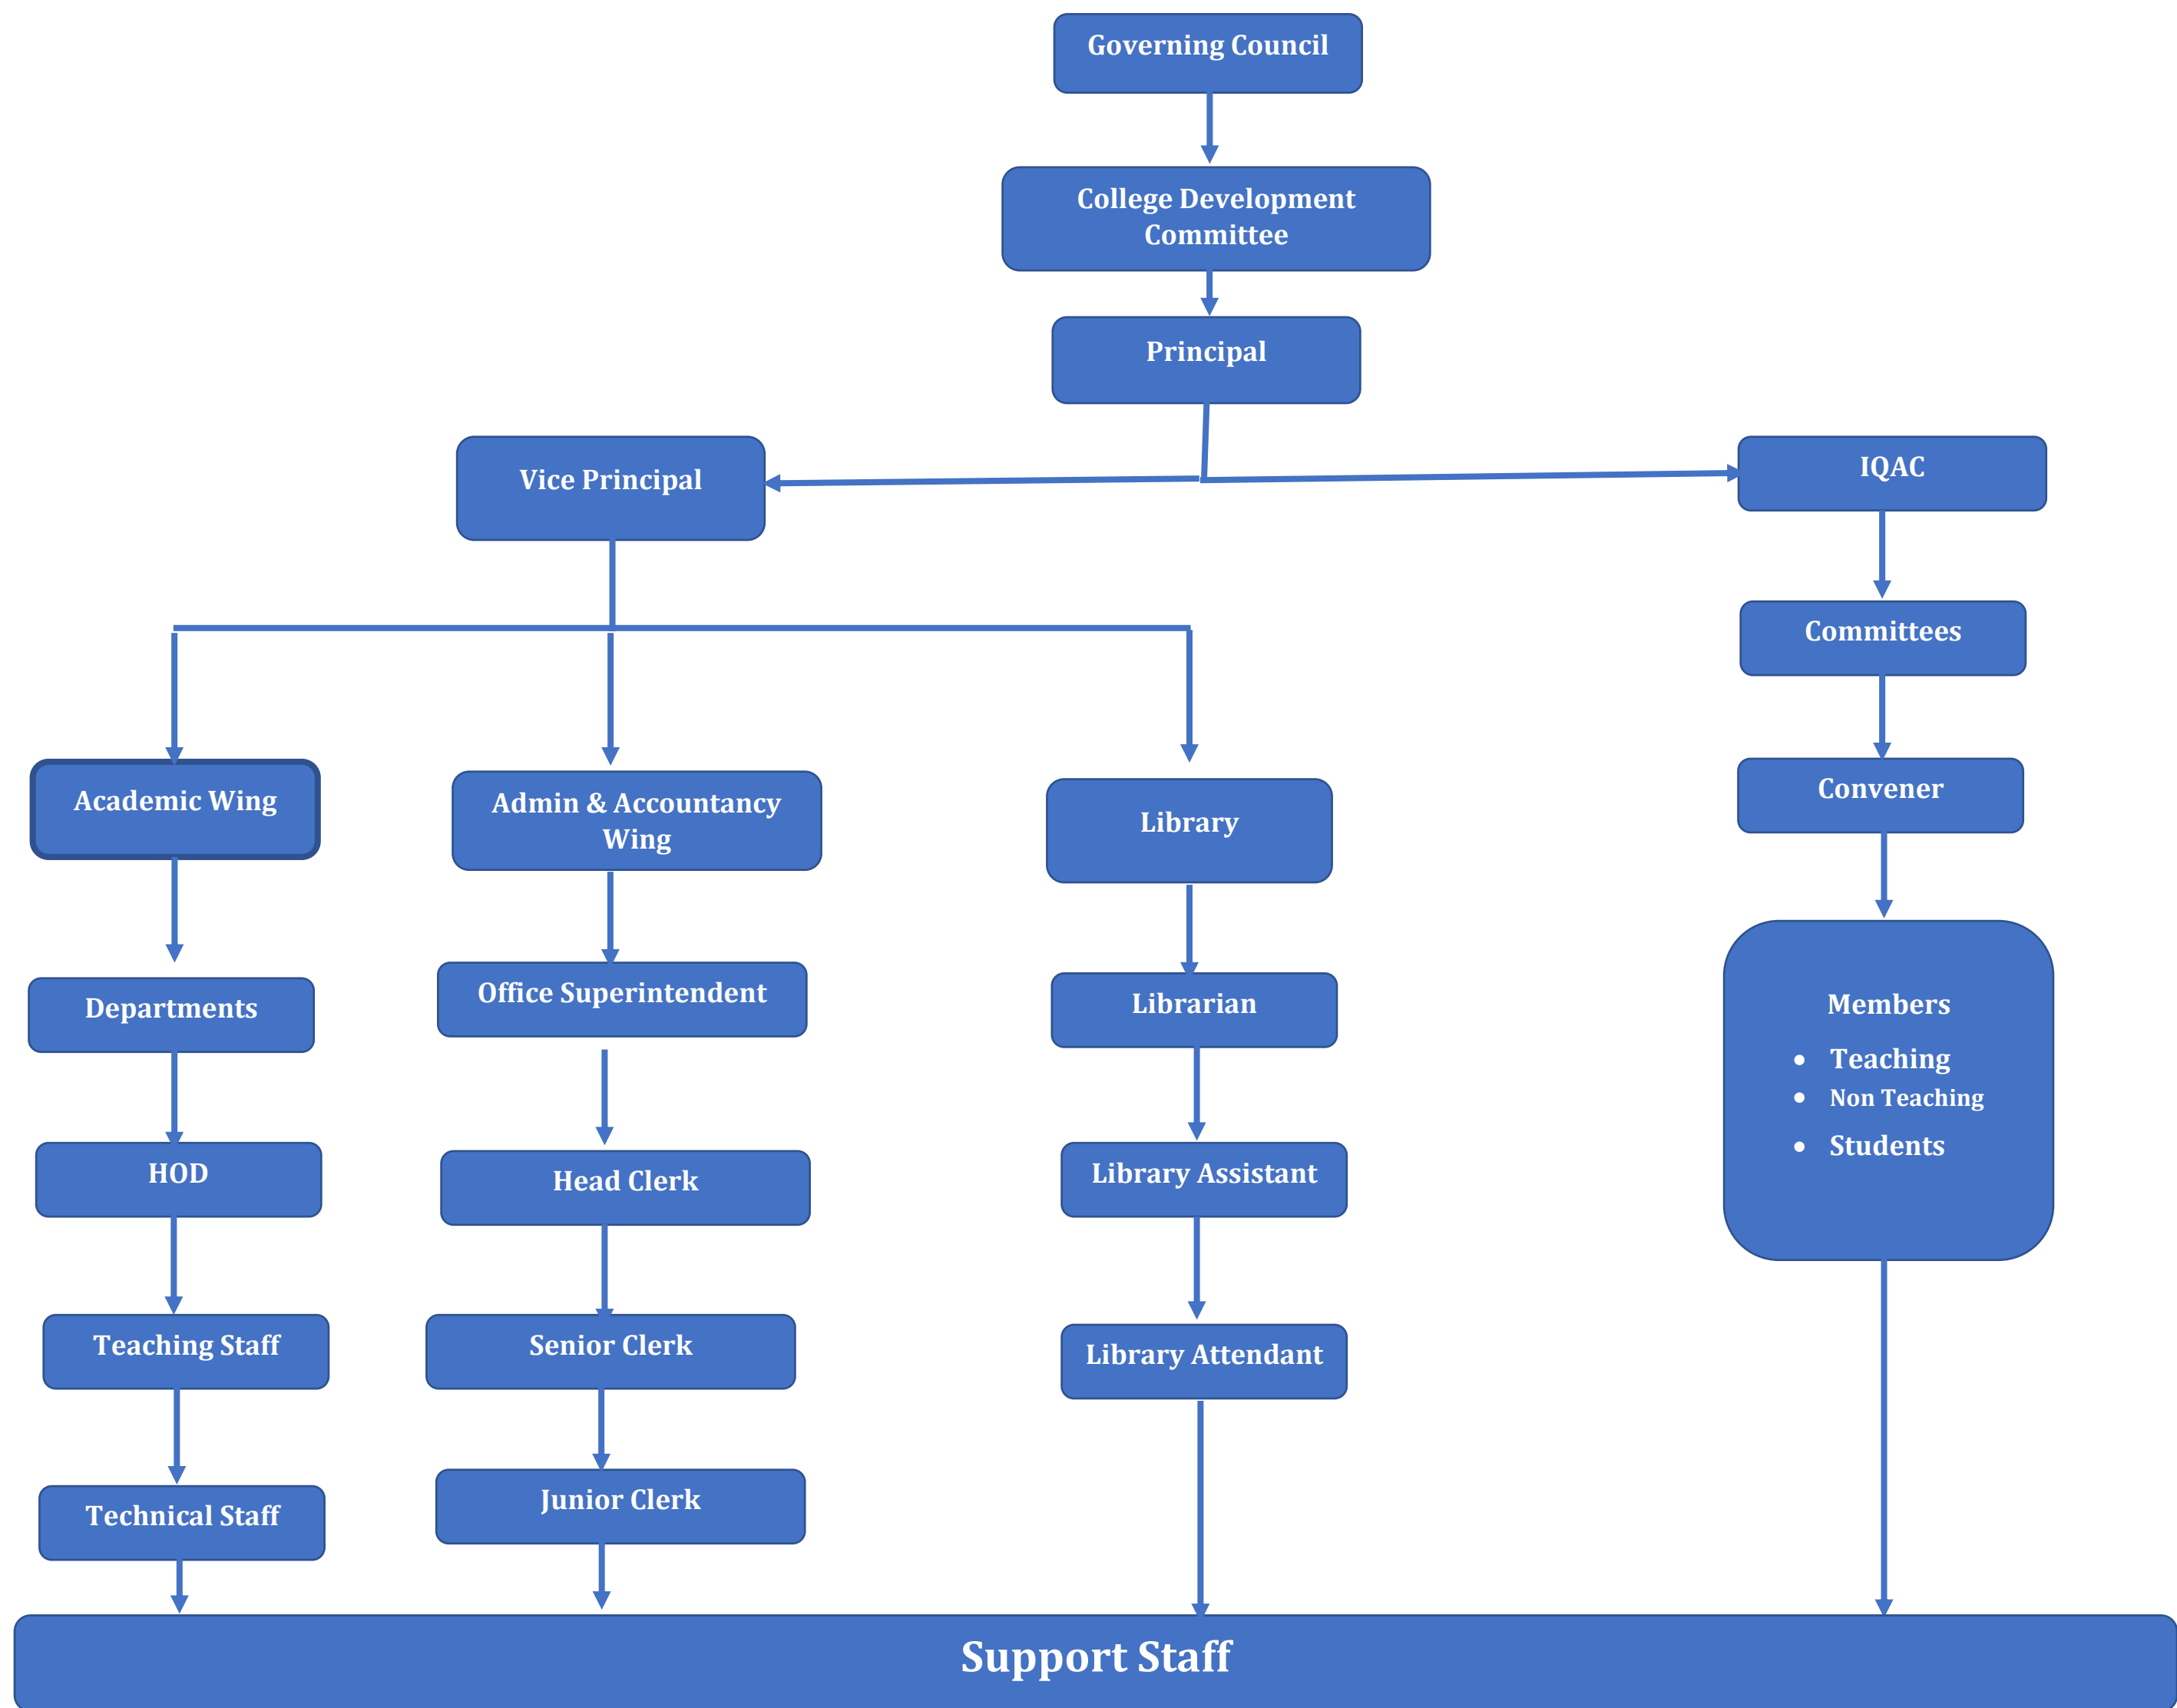 Governing Council
College Development
Committee
Principal
Vice Principal
IQAC
Committees
Academic Wing
Admin & Accountancy
Wing
Library
Convener
Departments
Office Superintendent
Librarian
Members
• Teaching
• Non Teaching
• Students
HOD
Head Clerk
Library Assistant
Teaching Staff
Senior Clerk
Library Attendant
Technical Staff
Junior Clerk
Support Staff